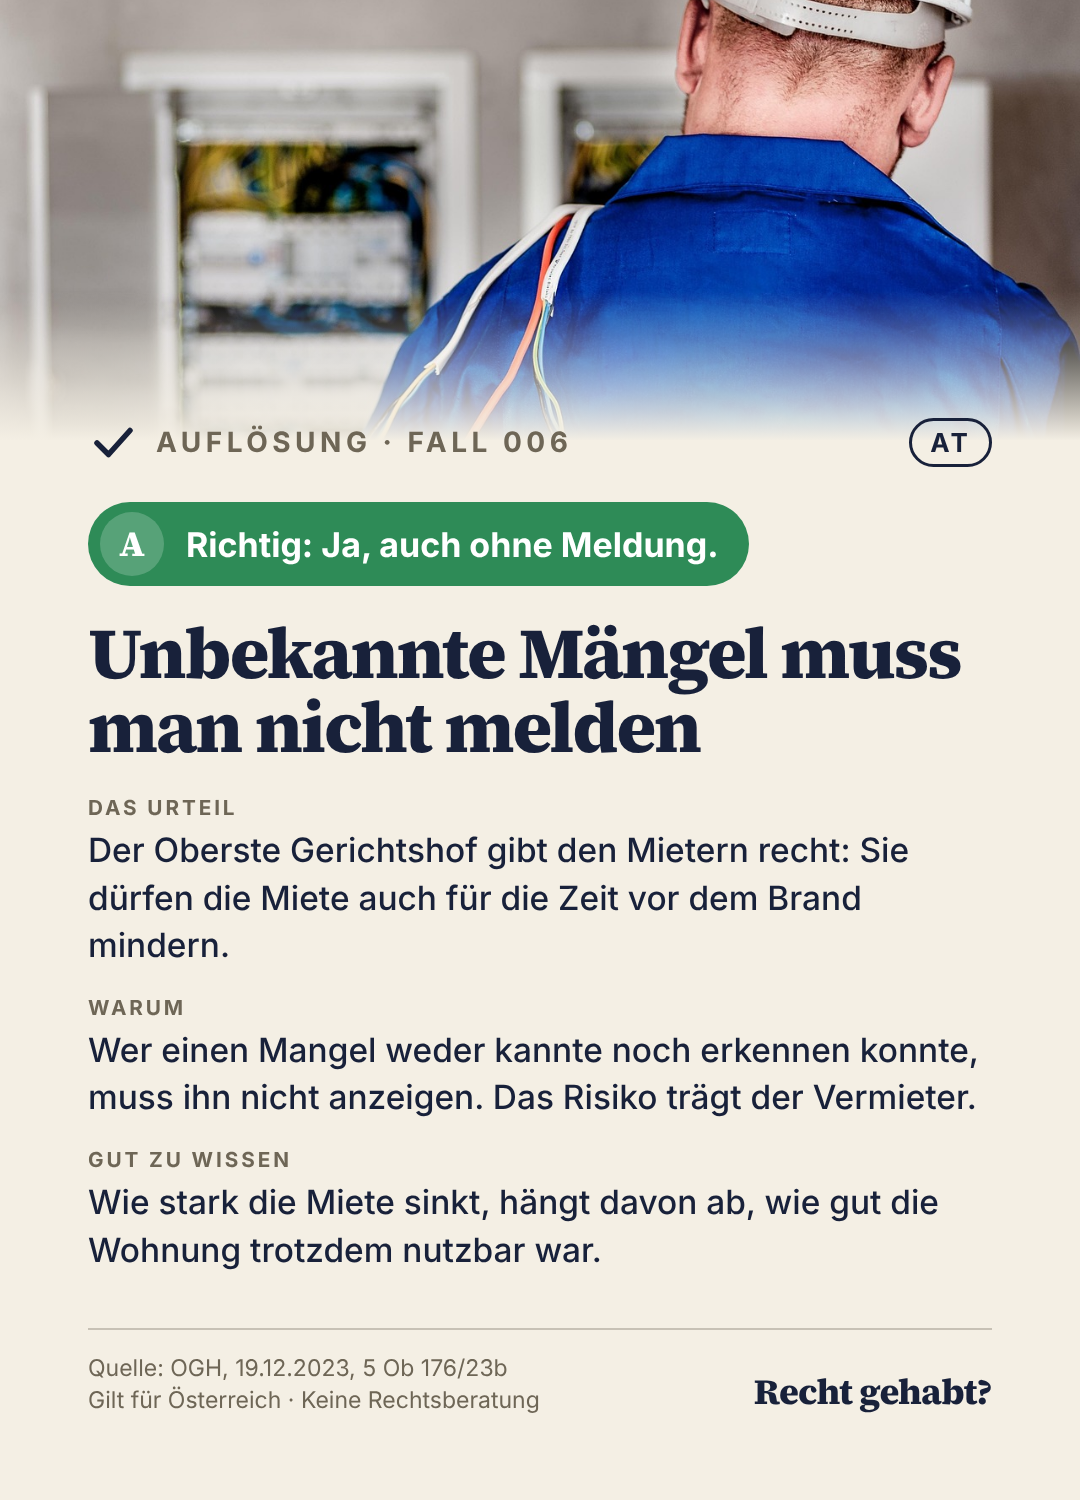 AUFLÖSUNG · FALL 006
AT
A
Richtig: Ja, auch ohne Meldung.
Unbekannte Mängel muss
man nicht melden
DAS URTEIL
Der Oberste Gerichtshof gibt den Mietern recht: Sie
dürfen die Miete auch für die Zeit vor dem Brand
mindern.
WARUM
Wer einen Mangel weder kannte noch erkennen konnte,
muss ihn nicht anzeigen. Das Risiko trägt der Vermieter.
GUT ZU WISSEN
Wie stark die Miete sinkt, hängt davon ab, wie gut die
Wohnung trotzdem nutzbar war.
Quelle: OGH, 19.12.2023, 5 Ob 176/23b
Gilt für Österreich · Keine Rechtsberatung
Recht gehabt?